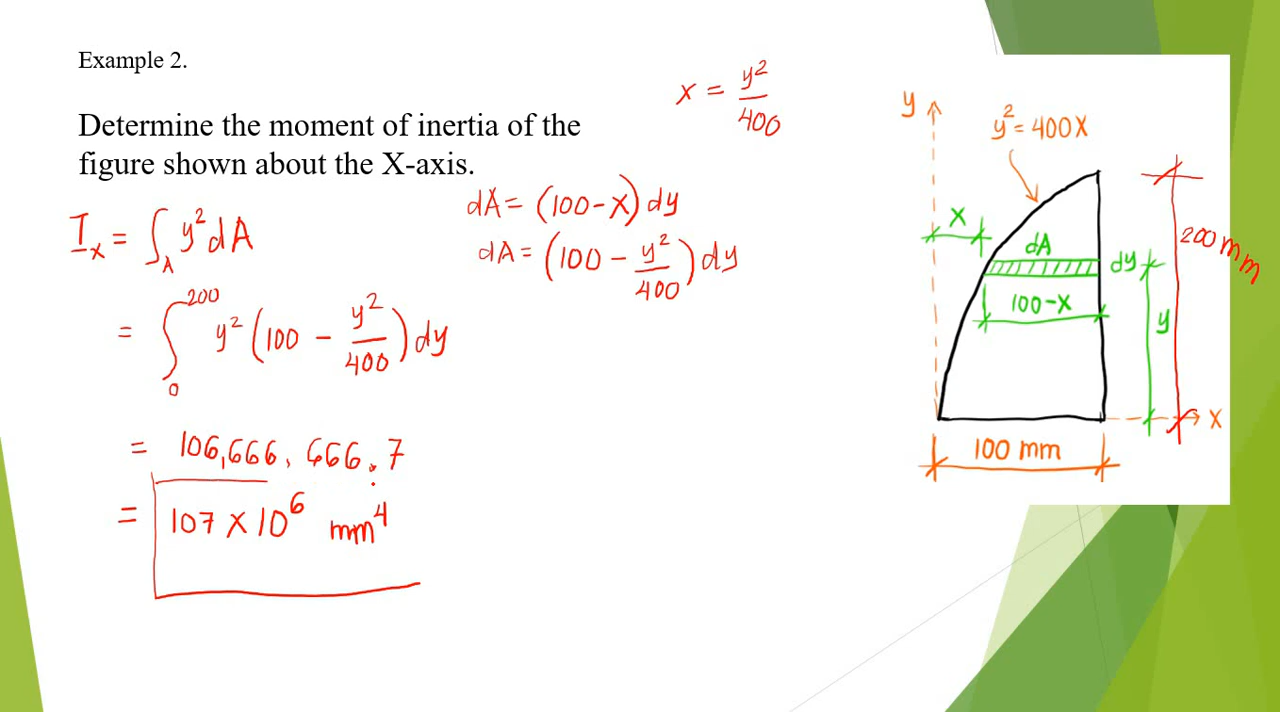 Example 2.
Determine the moment of inertia of the
figure shown about the X-axis.
x = y²/400
dA = (100-x) dy
dA = (100 - y²/400) dy
Ix = ∫A y² dA
= ∫₀²⁰⁰ y² (100 - y²/400) dy
= 106,666,666.7
= 107 x 10⁶ mm⁴
y
y² = 400x
x
dA
dy
100-x
y
200mm
x
100 mm